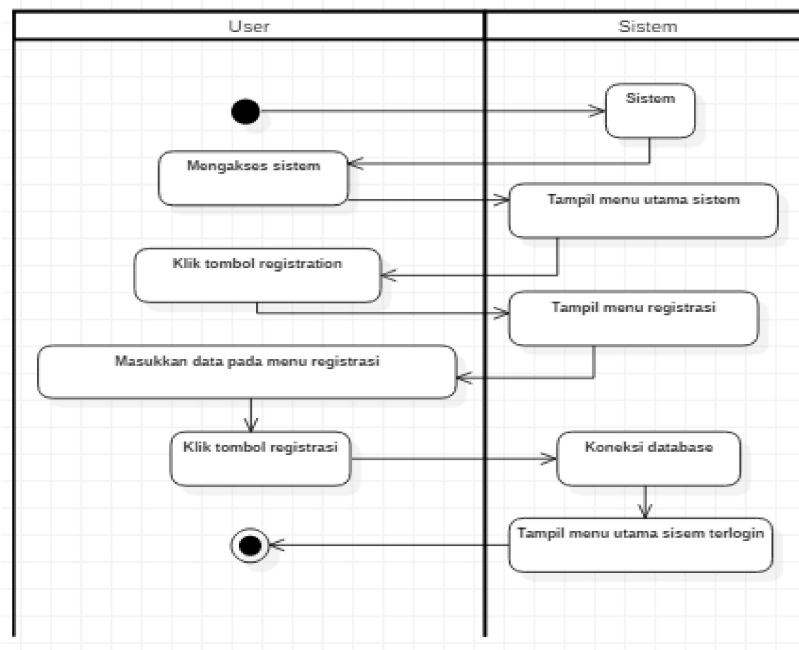 User
Sistem
Sistem
Mengakses sistem
Tampil menu utama sistem
Klik tombol registration
Tampil menu registrasi
Masukkan data pada menu registrasi
Klik tombol registrasi
Koneksi database
Tampil menu utama sisem terlogin